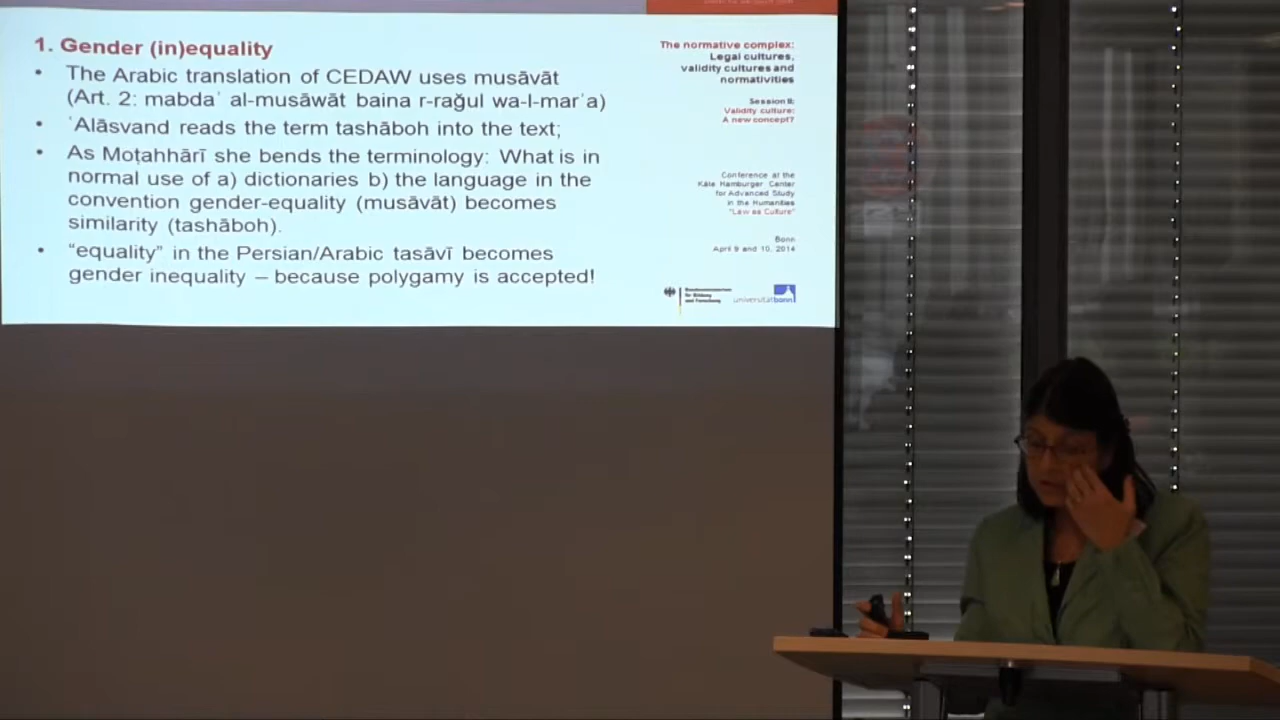 1. Gender (in)equality
• The Arabic translation of CEDAW uses musāvāt
(Art. 2: mabdaʾ al-musāwāt baina r-raǧul wa-l-marʾa)
• ʿAlāsvand reads the term tashāboh into the text;
• As Moṭahhārī she bends the terminology: What is in
normal use of a) dictionaries b) the language in the
convention gender-equality (musāvāt) becomes
similarity (tashāboh).
• “equality” in the Persian/Arabic tasāvī becomes
gender inequality – because polygamy is accepted!
The normative complex:
Legal cultures,
validity cultures and
normativities
Session II:
Validity culture:
A new concept?
Conference at the
Käte Hamburger Center
for Advanced Study
in the Humanities
“Law as Culture”
Bonn
April 9 and 10, 2014
Bundesministerium
für Bildung
und Forschung
universitätbonn